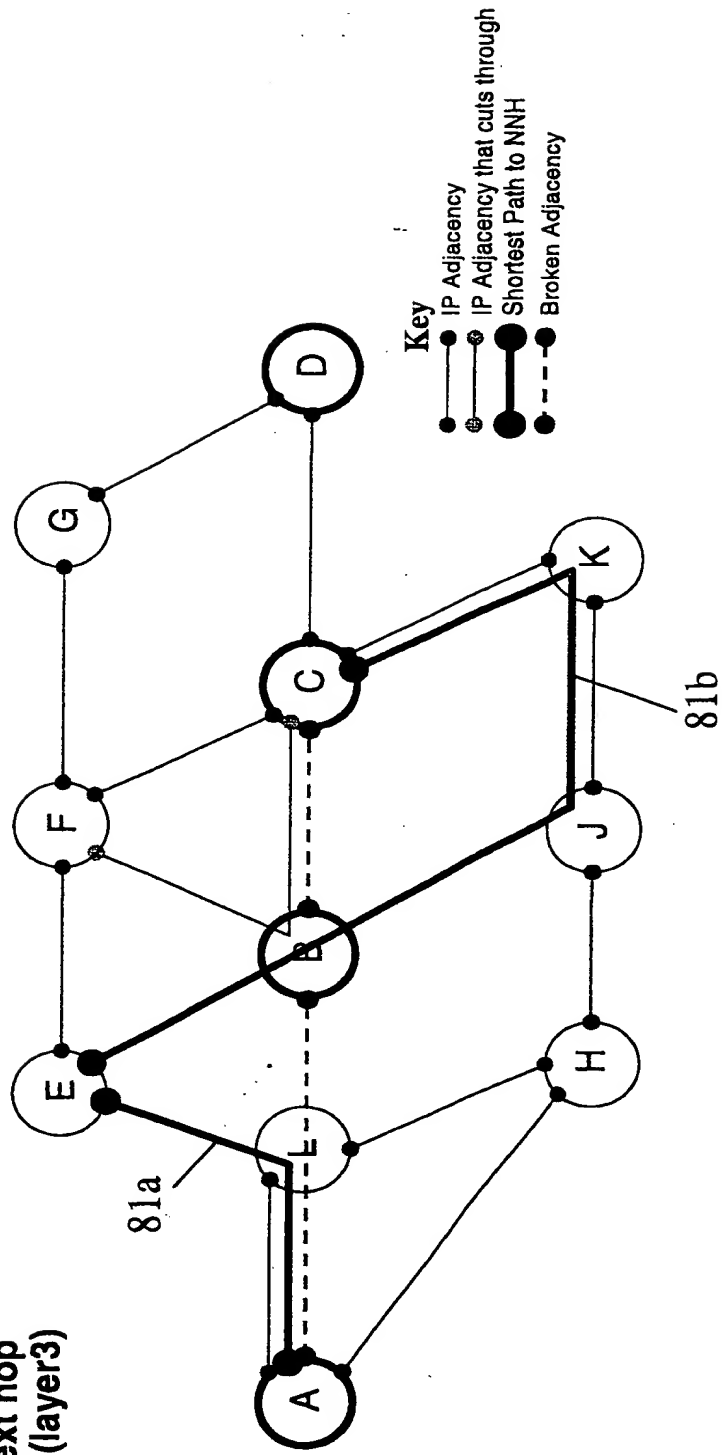 ext hop
(layer3)
A
L
B
C
D
E
F
G
H
J
K
81a
81b
Key
IP Adjacency
IP Adjacency that cuts through
Shortest Path to NNH
Broken Adjacency